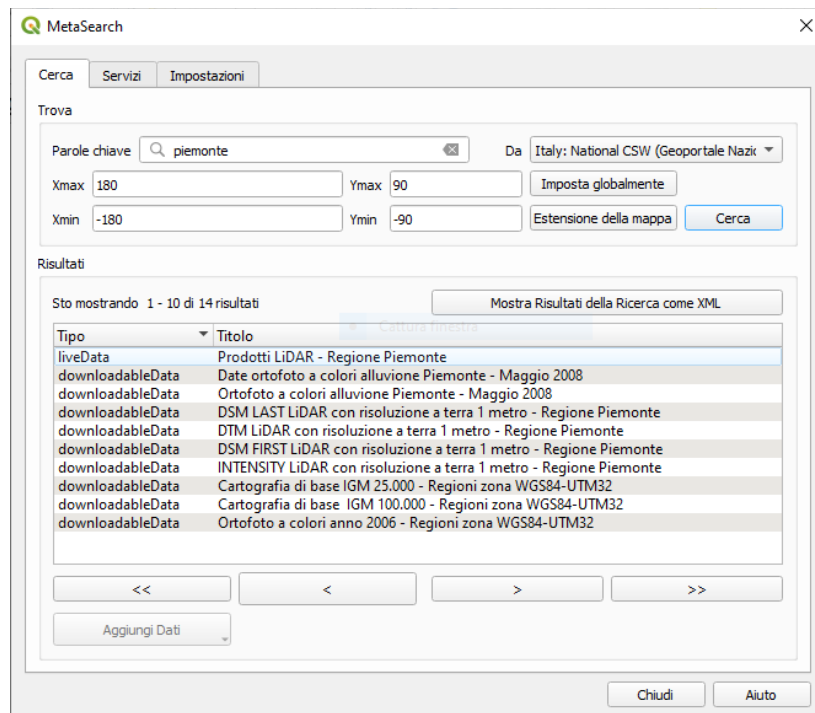 MetaSearch
Cerca Servizi Impostazioni
Trova
Parole chiave piemonte Da Italy: National CSW (Geoportale Nazic
Xmax 180 Ymax 90 Imposta globalmente
Xmin -180 Ymin -90 Estensione della mappa Cerca
Risultati
Sto mostrando 1 - 10 di 14 risultati Mostra Risultati della Ricerca come XML
Cattura finestra
Tipo Titolo
liveData Prodotti LiDAR - Regione Piemonte
downloadableData Date ortofoto a colori alluvione Piemonte - Maggio 2008
downloadableData Ortofoto a colori alluvione Piemonte - Maggio 2008
downloadableData DSM LAST LiDAR con risoluzione a terra 1 metro - Regione Piemonte
downloadableData DTM LiDAR con risoluzione a terra 1 metro - Regione Piemonte
downloadableData DSM FIRST LiDAR con risoluzione a terra 1 metro - Regione Piemonte
downloadableData INTENSITY LiDAR con risoluzione a terra 1 metro - Regione Piemonte
downloadableData Cartografia di base IGM 25.000 - Regioni zona WGS84-UTM32
downloadableData Cartografia di base IGM 100.000 - Regioni zona WGS84-UTM32
downloadableData Ortofoto a colori anno 2006 - Regioni zona WGS84-UTM32
<< < > >>
Aggiungi Dati
Chiudi Aiuto